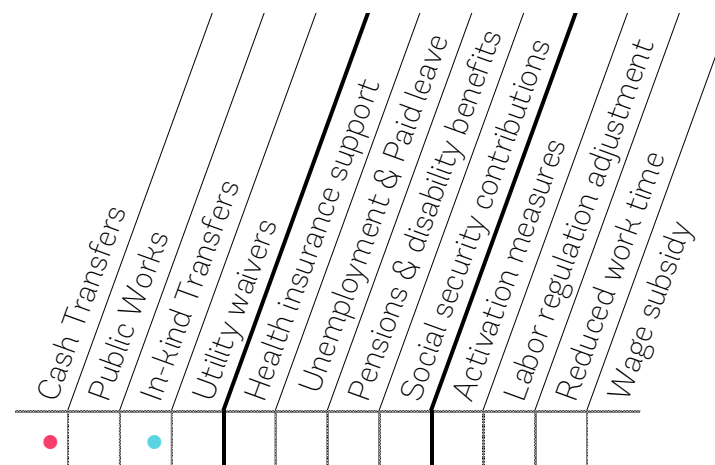 Cash Transfers
Public Works
In-kind Transfers
Utility waivers
Health insurance support
Unemployment & Paid leave
Pensions & disability benefits
Social security contributions
Activation measures
Labor regulation adjustment
Reduced work time
Wage subsidy